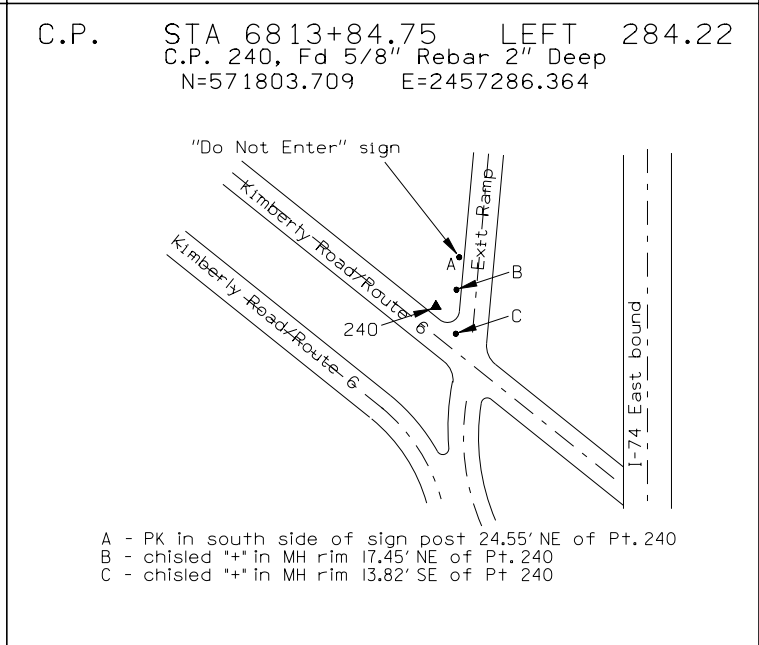 C.P. STA 6813+84.75 LEFT 284.22
C.P. 240, Fd 5/8" Rebar 2" Deep
N=571803.709 E=2457286.364
"Do Not Enter" sign
Kimberly Road/Route 6
Kimberly Road/Route 6
Exit Ramp
A
B
240
C
I-74 East bound
A - PK in south side of sign post 24.55' NE of Pt. 240
B - chisled "+" in MH rim 17.45' NE of Pt. 240
C - chisled "+" in MH rim 13.82' SE of Pt 240